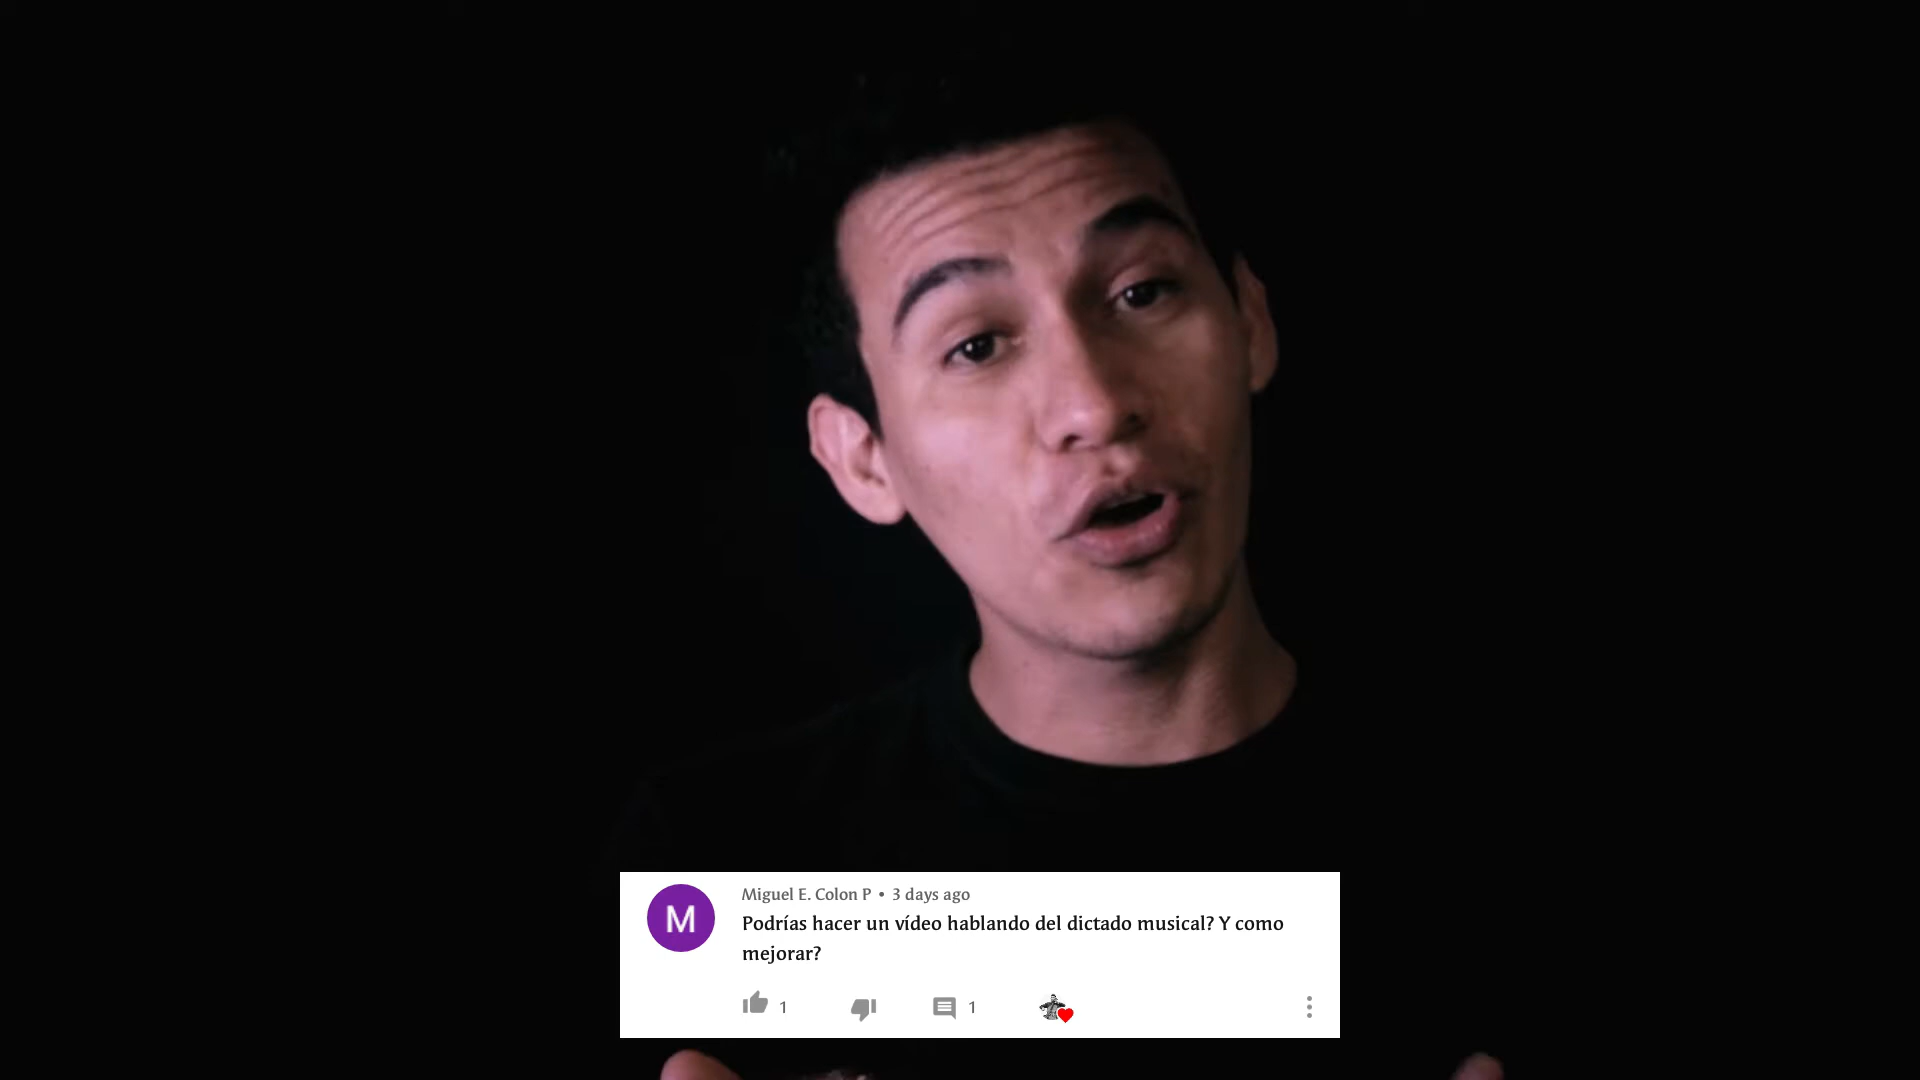 M
Miguel E. Colon P • 3 days ago
Podrías hacer un vídeo hablando del dictado musical? Y como
mejorar?
1
1